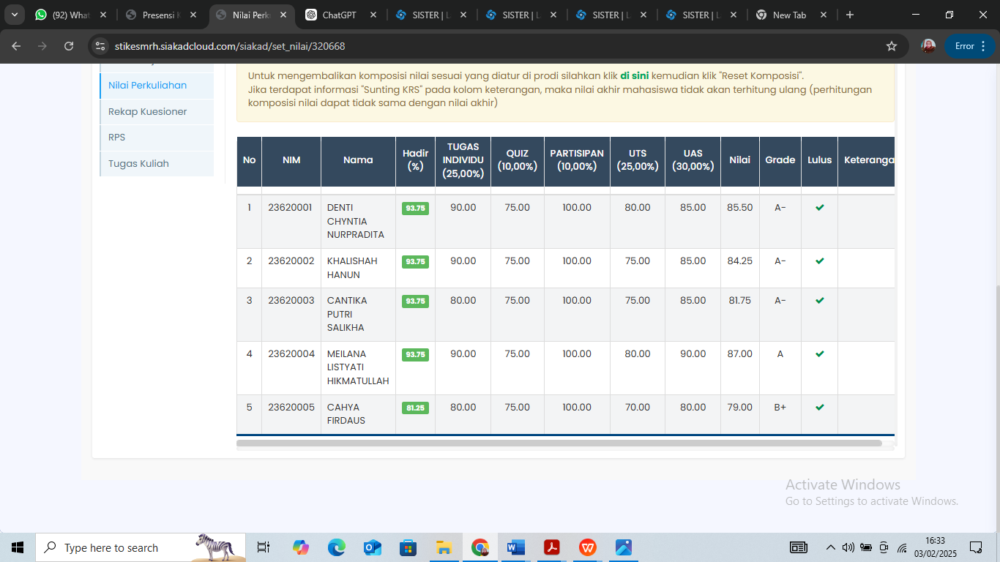 (92) What
Presensi K
Nilai Perk
ChatGPT
SISTER | L
SISTER | L
SISTER | L
SISTER | L
New Tab
stikesmrh.siakadcloud.com/siakad/set_nilai/320668
Error
Nilai Perkuliahan
Rekap Kuesioner
RPS
Tugas Kuliah
Untuk mengembalikan komposisi nilai sesuai yang diatur di prodi silahkan klik di sini kemudian klik "Reset Komposisi".
Jika terdapat informasi "Sunting KRS" pada kolom keterangan, maka nilai akhir mahasiswa tidak akan terhitung ulang (perhitungan
komposisi nilai dapat tidak sama dengan nilai akhir)
No NIM Nama Hadir (%) TUGAS INDIVIDU (25,00%) QUIZ (10,00%) PARTISIPAN (10,00%) UTS (25,00%) UAS (30,00%) Nilai Grade Lulus Keteranga
1 23620001 DENTI CHYNTIA NURPRADITA 93.75 90.00 75.00 100.00 80.00 85.00 85.50 A-
2 23620002 KHALISHAH HANUN 93.75 90.00 75.00 100.00 75.00 85.00 84.25 A-
3 23620003 CANTIKA PUTRI SALIKHA 93.75 80.00 75.00 100.00 75.00 85.00 81.75 A-
4 23620004 MEILANA LISTYATI HIKMATULLAH 93.75 90.00 75.00 100.00 80.00 90.00 87.00 A
5 23620005 CAHYA FIRDAUS 81.25 80.00 75.00 100.00 70.00 80.00 79.00 B+
Activate Windows
Go to Settings to activate Windows.
Type here to search
16:33
03/02/2025